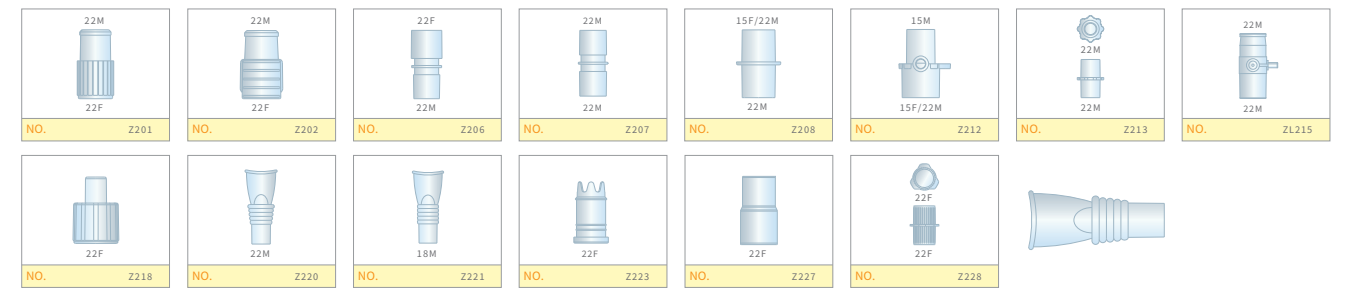 22M
22F
NO. Z201
22M
22F
NO. Z202
22F
22M
NO. Z206
22M
22M
NO. Z207
15F/22M
22M
NO. Z208
15M
15F/22M
NO. Z212
22M
22M
NO. Z213
22M
22M
NO. ZL215
22F
NO. Z218
22M
NO. Z220
18M
NO. Z221
22F
NO. Z223
22F
NO. Z227
22F
22F
NO. Z228